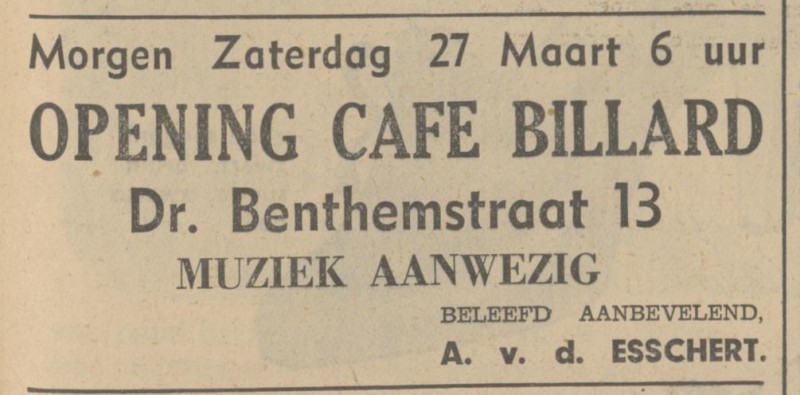 Morgen Zaterdag 27 Maart 6 uur
OPENING CAFE BILLARD
Dr. Benthemstraat 13
MUZIEK AANWEZIG
BELEEFD AANBEVELEND,
A. v. d. ESSCHERT.